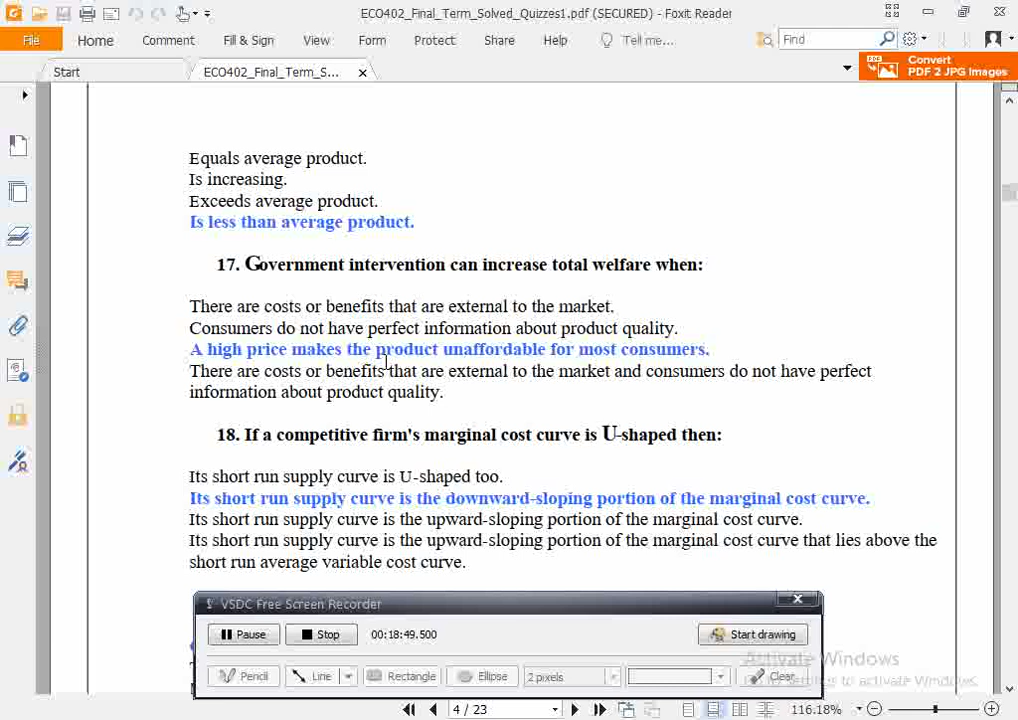 ECO402_Final_Term_Solved_Quizzes1.pdf (SECURED) - Foxit Reader
File Home Comment Fill & Sign View Form Protect Share Help Tell me... Find
Start ECO402_Final_Term_S... Convert
PDF 2 JPG Images
Equals average product.
Is increasing.
Exceeds average product.
Is less than average product.
17. Government intervention can increase total welfare when:
There are costs or benefits that are external to the market.
Consumers do not have perfect information about product quality.
A high price makes the product unaffordable for most consumers.
There are costs or benefits that are external to the market and consumers do not have perfect
information about product quality.
18. If a competitive firm's marginal cost curve is U-shaped then:
Its short run supply curve is U-shaped too.
Its short run supply curve is the downward-sloping portion of the marginal cost curve.
Its short run supply curve is the upward-sloping portion of the marginal cost curve.
Its short run supply curve is the upward-sloping portion of the marginal cost curve that lies above the
short run average variable cost curve.
VSDC Free Screen Recorder
Pause Stop 00:18:49.500 Start drawing
Activate Windows
Pencil Line Rectangle Ellipse 2 pixels Clear
to activate Windows.
4 / 23 116.18%